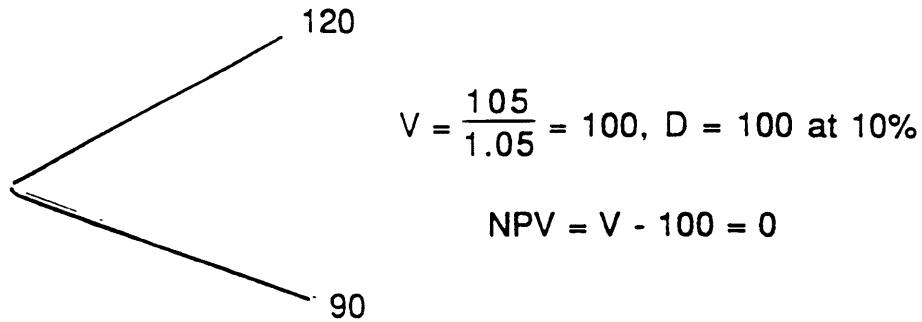 120
V = 105/1.05 = 100, D = 100 at 10%
NPV = V - 100 = 0
90